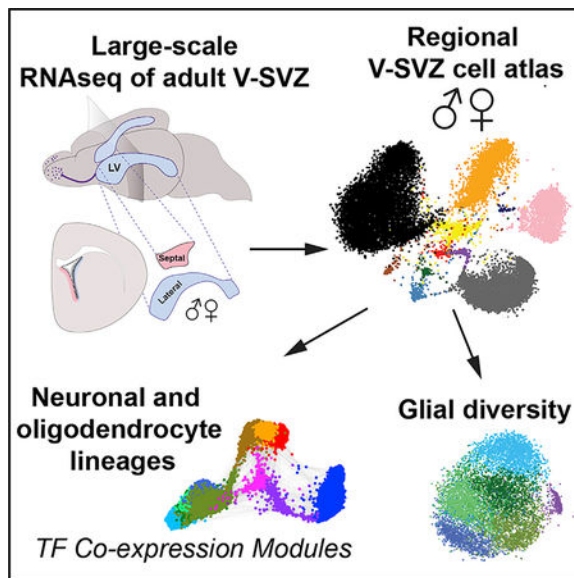 Large-scale
RNAseq of adult V-SVZ
LV
Septal
Lateral
♂♀
Regional
V-SVZ cell atlas
♂♀
Neuronal and
oligodendrocyte
lineages
TF Co-expression Modules
Glial diversity